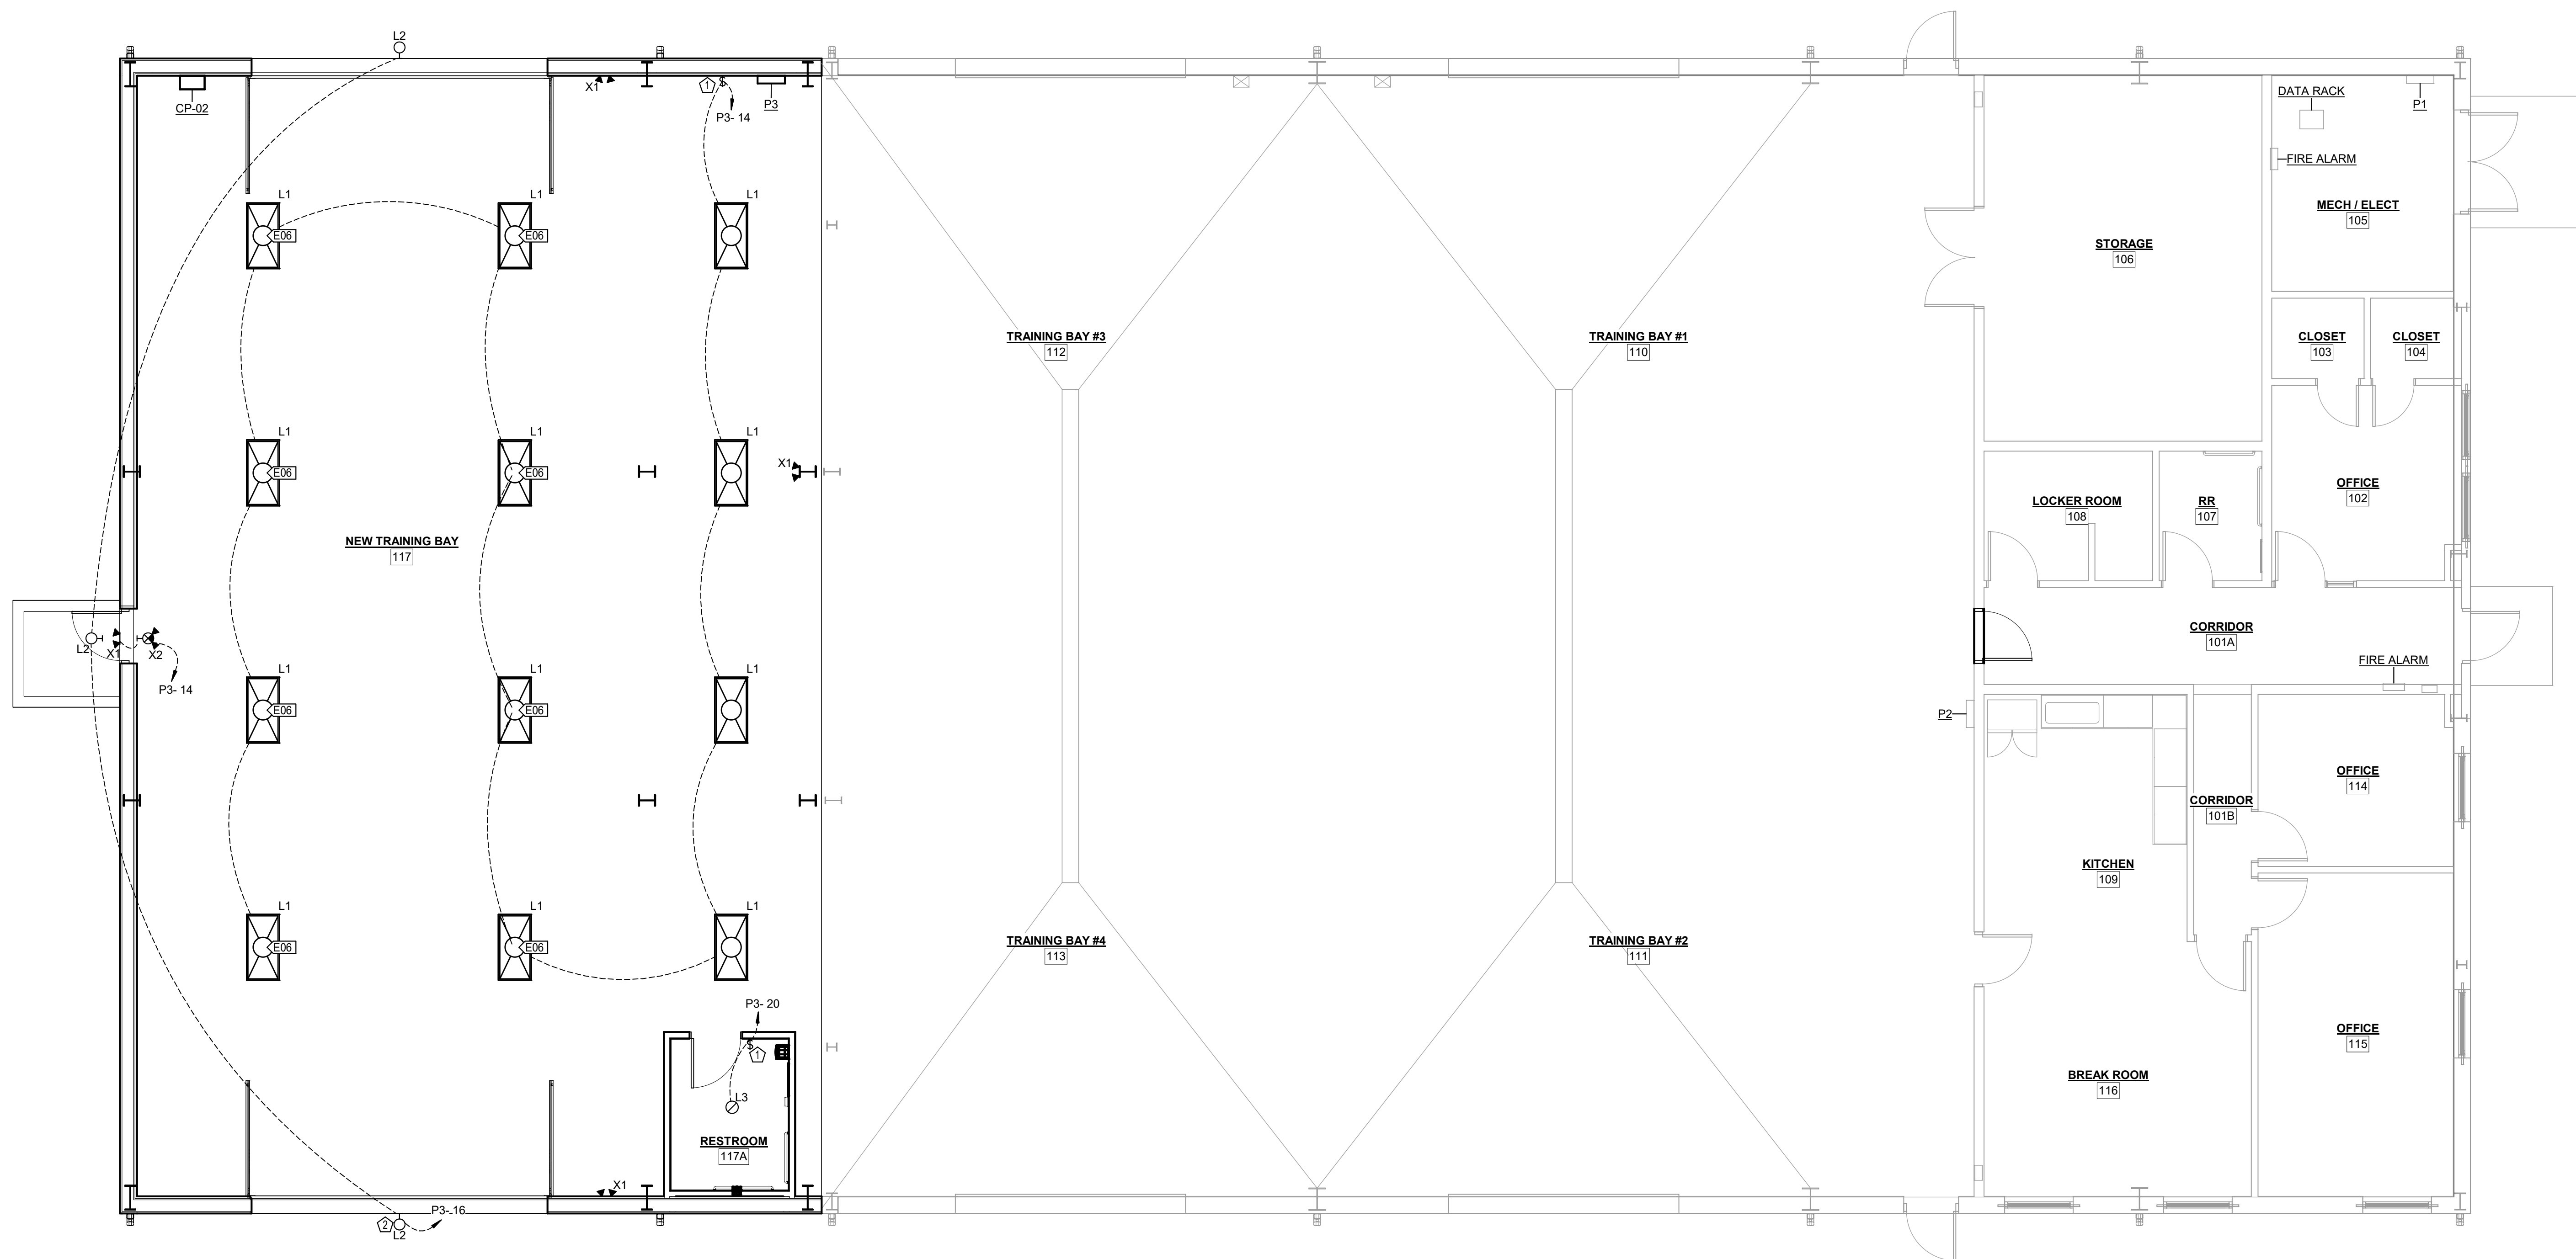 L2
CP-02
X1
1
$
P3- 14
P3
DATA RACK
P1
FIRE ALARM
MECH / ELECT
105
L1
L1
L1
E06
E06
STORAGE
106
TRAINING BAY #3
112
TRAINING BAY #1
110
CLOSET
103
CLOSET
104
L1
L1
L1
E06
E06
X1
OFFICE
102
LOCKER ROOM
108
RR
107
NEW TRAINING BAY
117
L2
X1
X2
P3- 14
CORRIDOR
101A
FIRE ALARM
L1
L1
L1
E06
E06
P2
OFFICE
114
CORRIDOR
101B
KITCHEN
109
L1
L1
L1
E06
E06
TRAINING BAY #4
113
TRAINING BAY #2
111
P3- 20
$
1
OFFICE
115
L3
BREAK ROOM
116
RESTROOM
117A
X1
P3- 16
2
L2